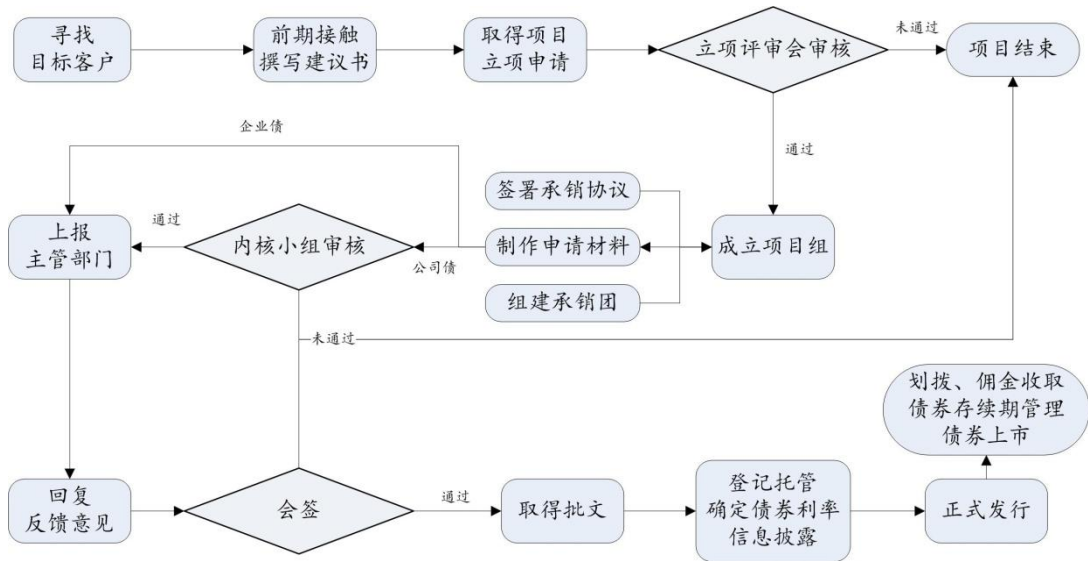 寻找
目标客户
前期接触
撰写建议书
取得项目
立项申请
立项评审会审核
未通过
项目结束
企业债
通过
签署承销协议
上报
主管部门
通过
内核小组审核
公司债
制作申请材料
成立项目组
组建承销团
未通过
划拨、佣金收取
债券存续期管理
债券上市
回复
反馈意见
会签
通过
取得批文
登记托管
确定债券利率
信息披露
正式发行